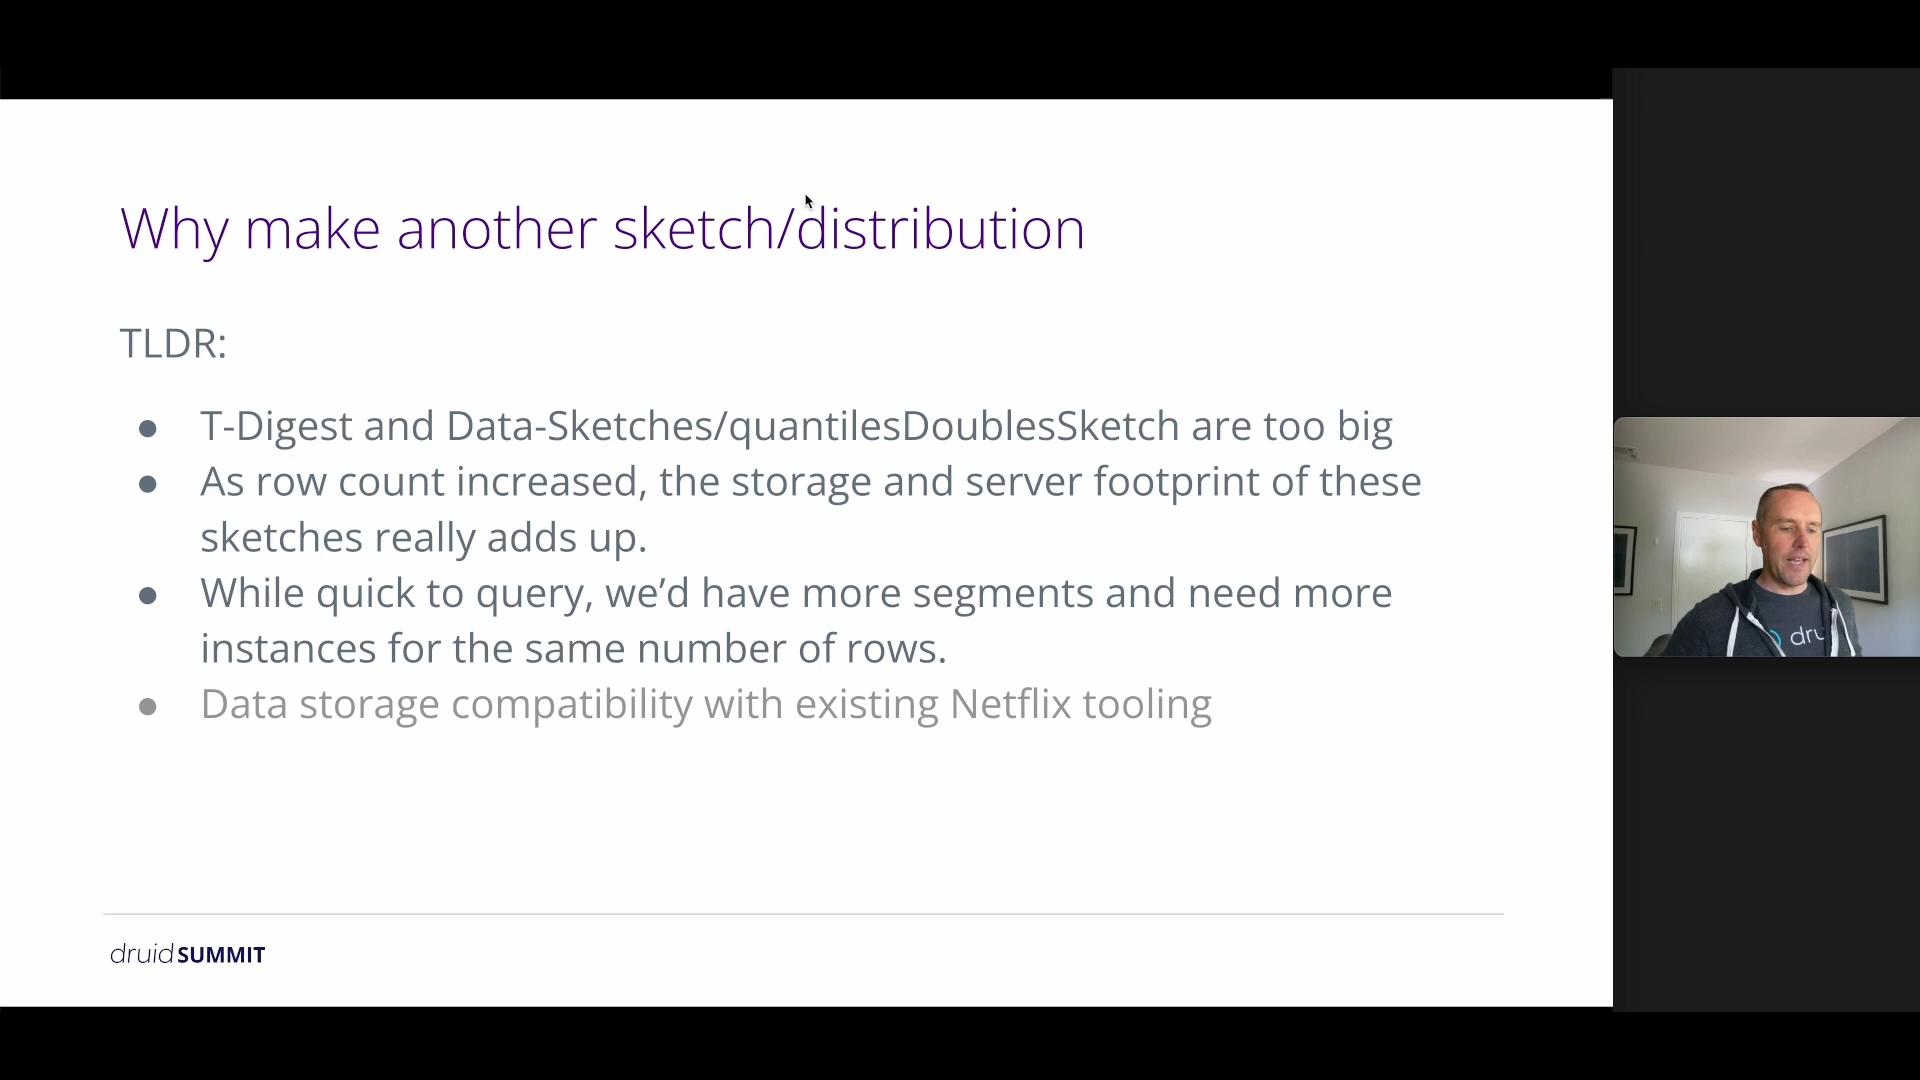 Why make another sketch/distribution
TLDR:
● T-Digest and Data-Sketches/quantilesDoublesSketch are too big
● As row count increased, the storage and server footprint of these
sketches really adds up.
● While quick to query, we’d have more segments and need more
instances for the same number of rows.
● Data storage compatibility with existing Netflix tooling
druid SUMMIT
dru